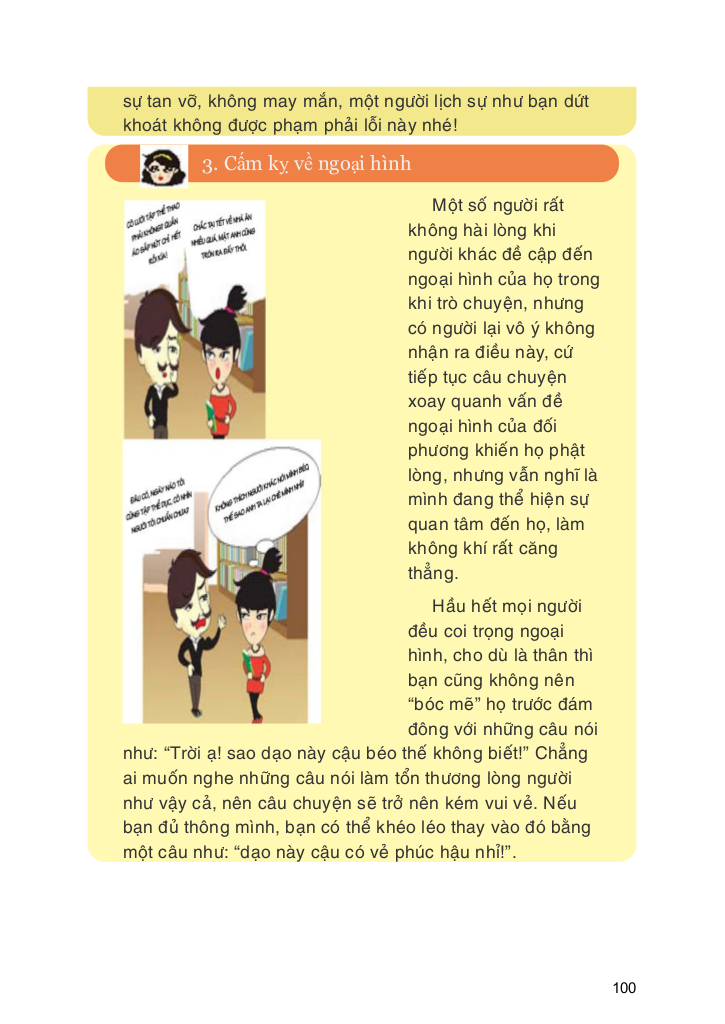 sự tan vỡ, không may mắn, một người lịch sự như bạn dứt
khoát không được phạm phải lỗi này nhé!
3. Cấm kỵ về ngoại hình
CÔ LƯỜI TẬP THỂ THAO
PHẢI KHÔNG? QUẦN
ÁO SẮP NỨT CHỈ HẾT
RỒI KÌA!
CHẮC TẠI TẾT VỀ NHÀ ĂN
NHIỀU QUÁ, MẶT ANH CŨNG
TRÒN RA ĐẤY THÔI.
ĐÂU CÓ, NGÀY NÀO TÔI
CŨNG TẬP THỂ DỤC, CÔ NHÌN
NGƯỜI TÔI CHUẨN CHƯA?
KHÔNG THÍCH NGƯỜI KHÁC NÓI MÌNH BÉO,
THẾ SAO ANH TA LẠI CHÊ MÌNH NHỈ?
Một số người rất
không hài lòng khi
người khác đề cập đến
ngoại hình của họ trong
khi trò chuyện, nhưng
có người lại vô ý không
nhận ra điều này, cứ
tiếp tục câu chuyện
xoay quanh vấn đề
ngoại hình của đối
phương khiến họ phật
lòng, nhưng vẫn nghĩ là
mình đang thể hiện sự
quan tâm đến họ, làm
không khí rất căng
thẳng.
Hầu hết mọi người
đều coi trọng ngoại
hình, cho dù là thân thì
bạn cũng không nên
“bóc mẽ” họ trước đám
đông với những câu nói
như: “Trời ạ! sao dạo này cậu béo thế không biết!” Chẳng
ai muốn nghe những câu nói làm tổn thương lòng người
như vậy cả, nên câu chuyện sẽ trở nên kém vui vẻ. Nếu
bạn đủ thông mình, bạn có thể khéo léo thay vào đó bằng
một câu như: “dạo này cậu có vẻ phúc hậu nhỉ!”.
100